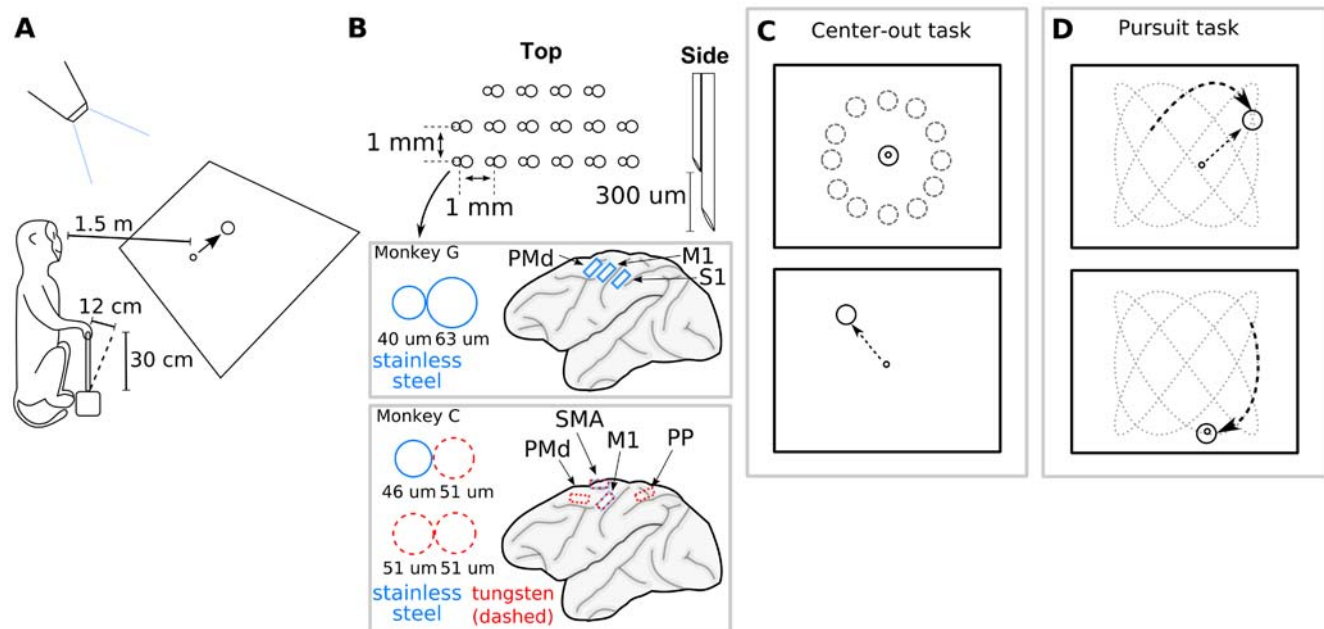 A
1.5 m
12 cm
30 cm
B
Top
Side
1 mm
1 mm
300 um
Monkey G
PMd
M1
S1
40 um 63 um
stainless
steel
Monkey C
SMA
PMd
M1
PP
46 um 51 um
51 um 51 um
stainless
steel
tungsten
(dashed)
C
Center-out task
D
Pursuit task